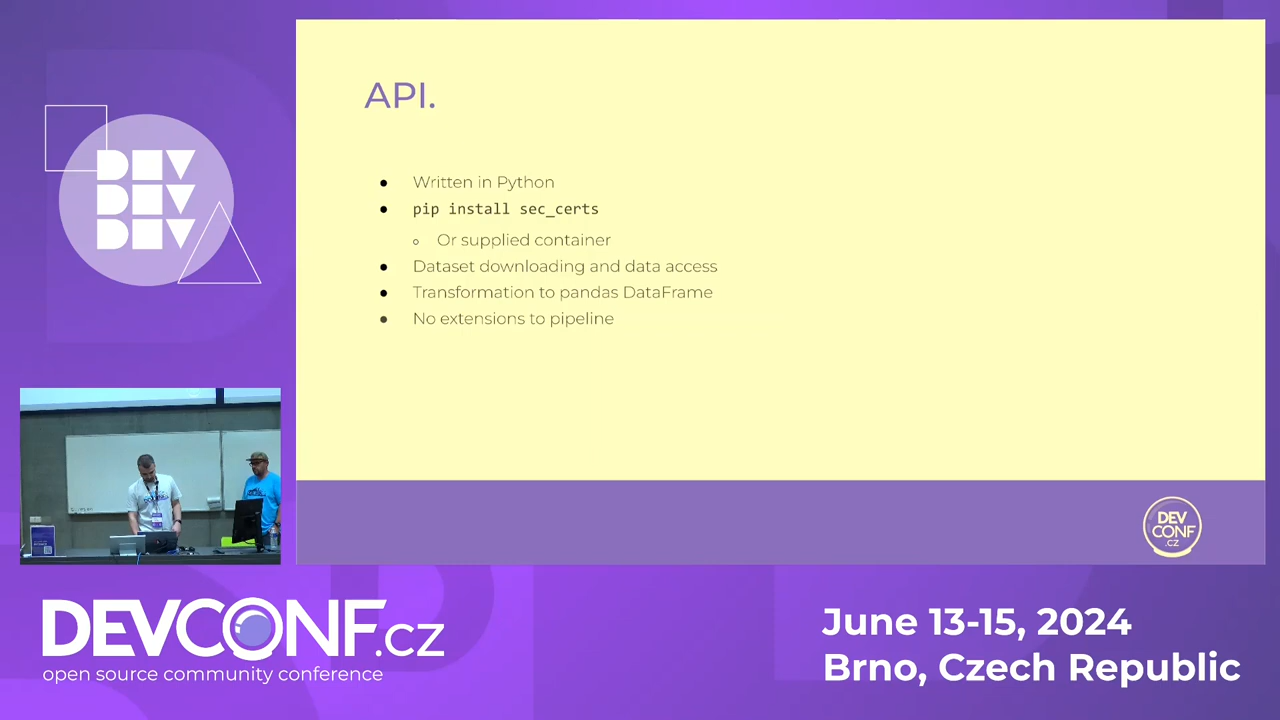 DEV
DEV
DEV
API.
Written in Python
pip install sec_certs
Or supplied container
Dataset downloading and data access
Transformation to pandas DataFrame
No extensions to pipeline
DEV
CONF
.CZ
DEVCONF.cz
open source community conference
June 13-15, 2024
Brno, Czech Republic